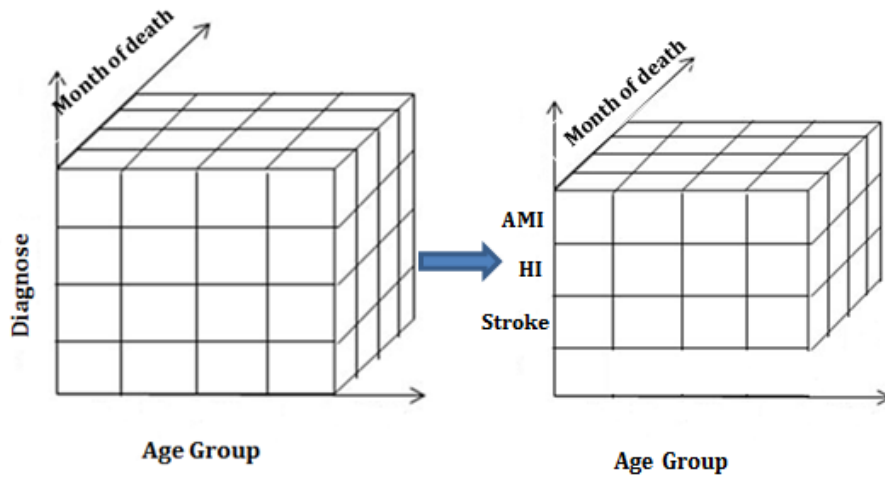 Month of death
Diagnose
Age Group
Month of death
AMI
HI
Stroke
Age Group